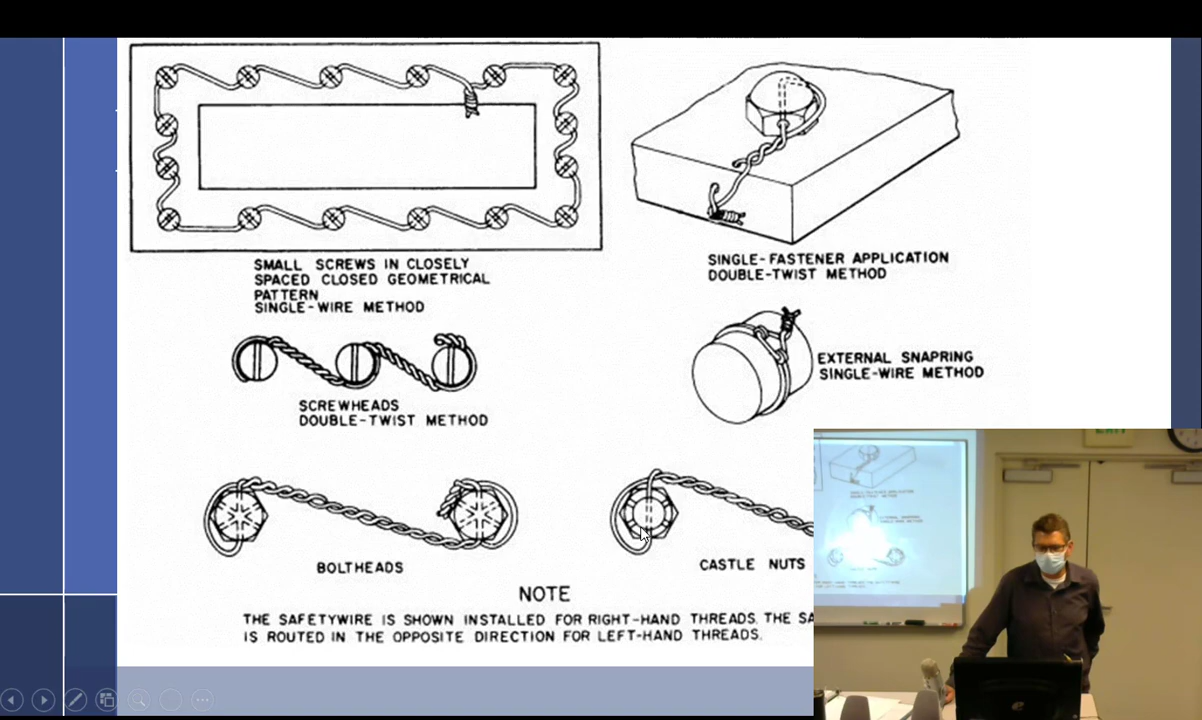 SMALL SCREWS IN CLOSELY
SPACED CLOSED GEOMETRICAL
PATTERN
SINGLE-WIRE METHOD
SINGLE-FASTENER APPLICATION
DOUBLE-TWIST METHOD
EXTERNAL SNAPRING
SINGLE-WIRE METHOD
SCREWHEADS
DOUBLE-TWIST METHOD
BOLTHEADS
CASTLE NUTS
NOTE
THE SAFETYWIRE IS SHOWN INSTALLED FOR RIGHT-HAND THREADS. THE SA
IS ROUTED IN THE OPPOSITE DIRECTION FOR LEFT-HAND THREADS.
EXIT